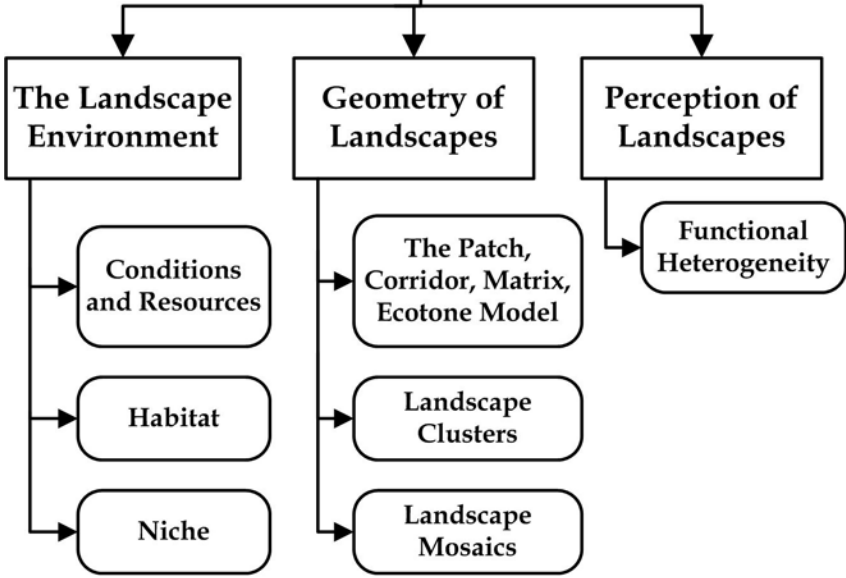 The Landscape
Environment
Conditions
and Resources
Habitat
Niche
Geometry of
Landscapes
The Patch,
Corridor, Matrix,
Ecotone Model
Landscape
Clusters
Landscape
Mosaics
Perception of
Landscapes
Functional
Heterogeneity